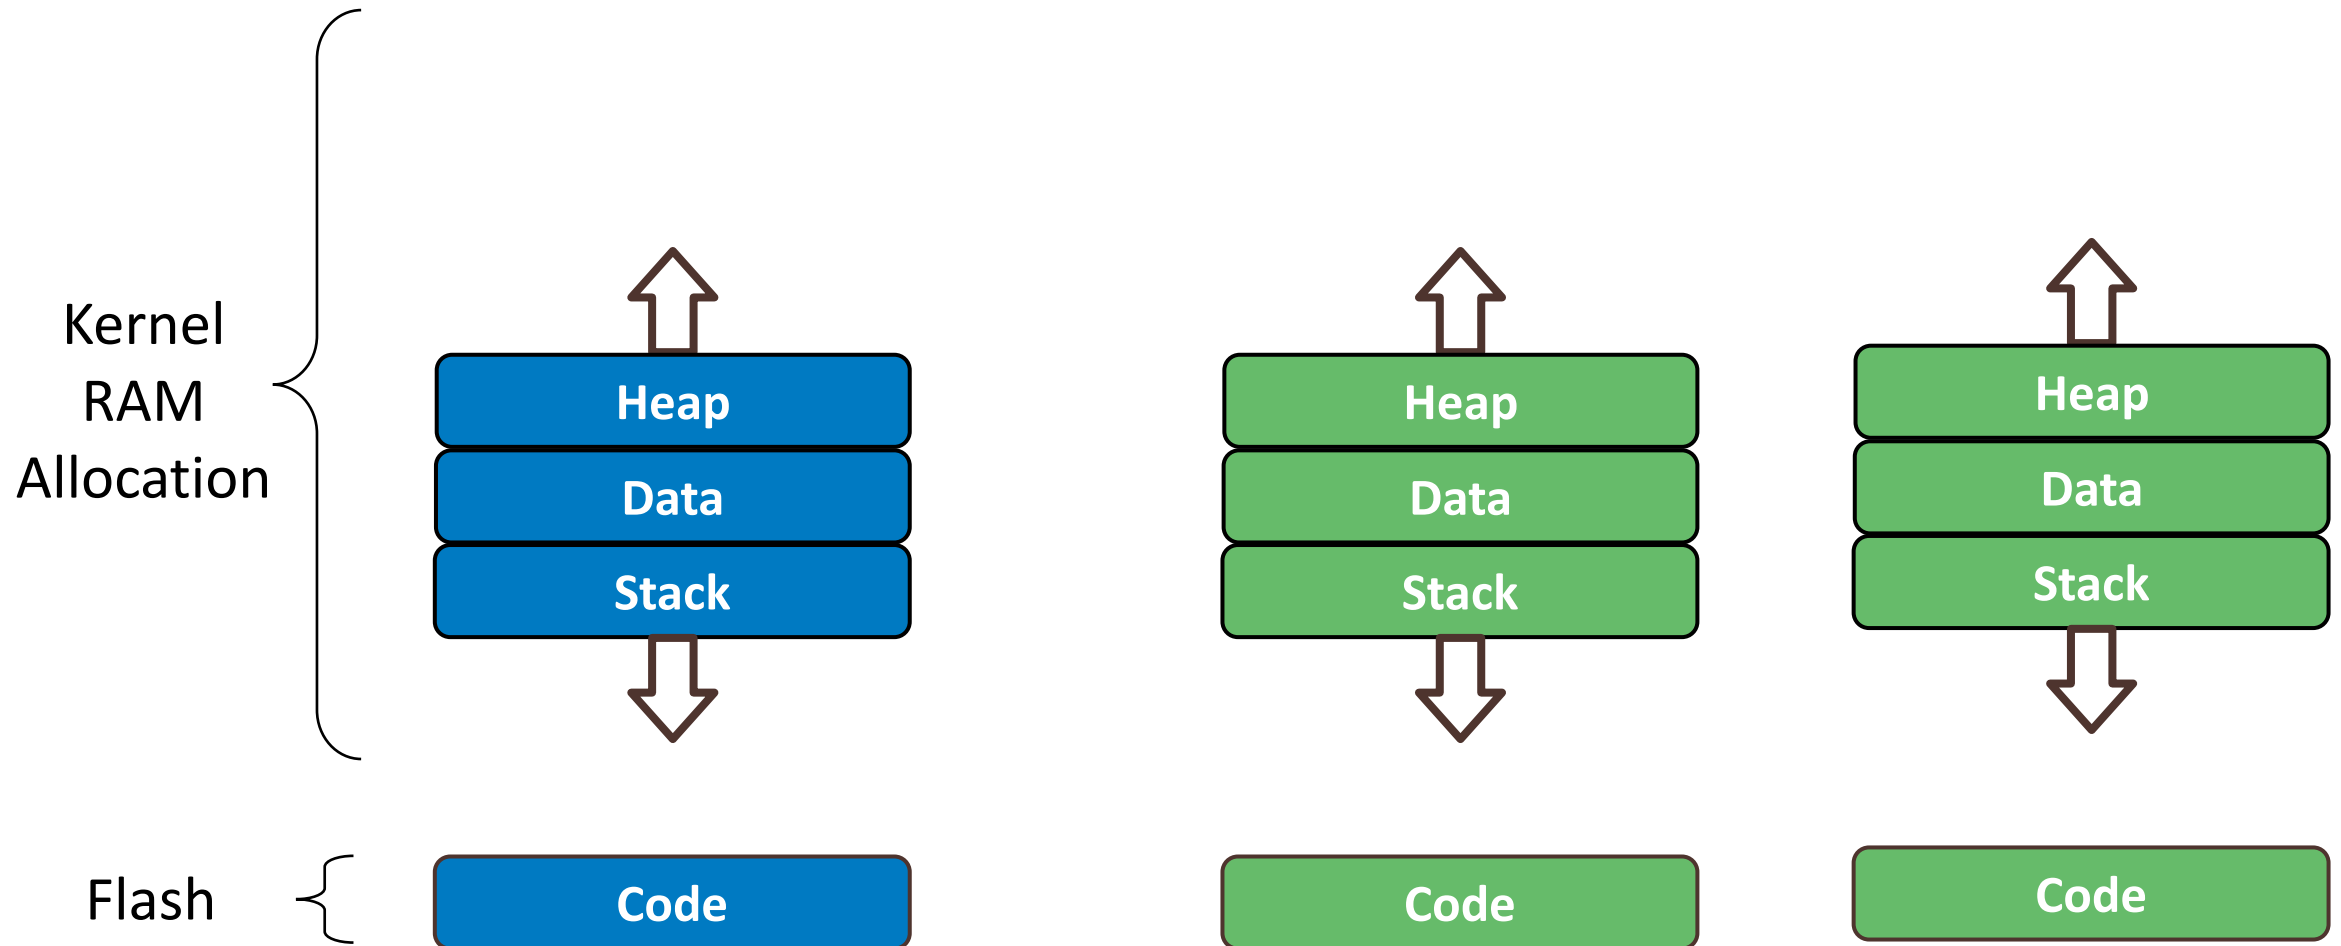 Kernel
RAM
Allocation
Heap
Data
Stack
Heap
Data
Stack
Heap
Data
Stack
Flash
Code
Code
Code